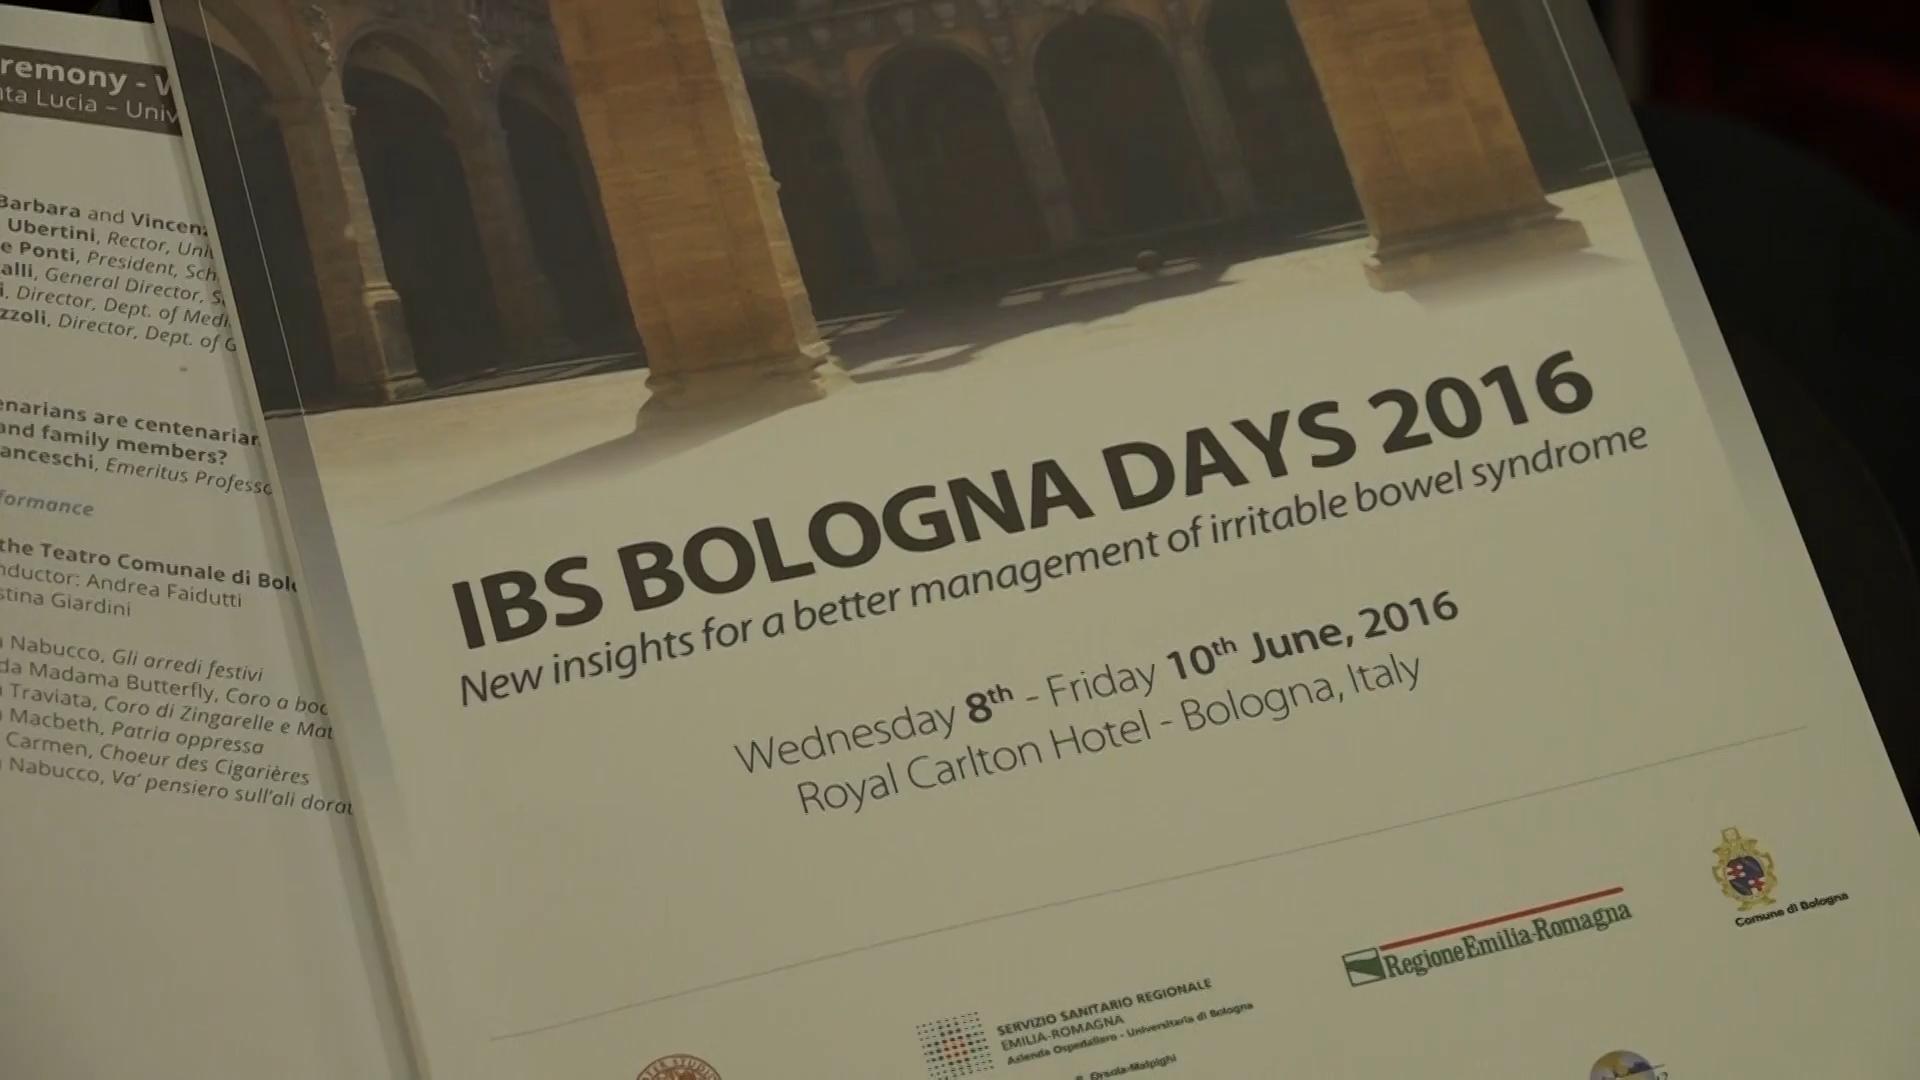 remony -
ta Lucia – Univ
Barbara and Vincenz
Ubertini, Rector, Uni
e Ponti, President, Sch
alli, General Director, S
i, Director, Dept. of Medi
zzoli, Director, Dept. of G
enarians are centenarian
and family members?
anceschi, Emeritus Professo
formance
the Teatro Comunale di Bolo
nductor: Andrea Faidutti
stina Giardini
Nabucco, Gli arredi festivi
da Madama Butterfly, Coro a boc
Traviata, Coro di Zingarelle e Mat
Macbeth, Patria oppressa
Carmen, Choeur des Cigarières
Nabucco, Va' pensiero sull'ali dorat
IBS BOLOGNA DAYS 2016
New insights for a better management of irritable bowel syndrome
Wednesday 8th - Friday 10th June, 2016
Royal Carlton Hotel - Bologna, Italy
Comune di Bologna
RegioneEmilia-Romagna
SERVIZIO SANITARIO REGIONALE
EMILIA-ROMAGNA
Azienda Ospedaliero - Universitaria di Bologna
Orsola-Malpighi